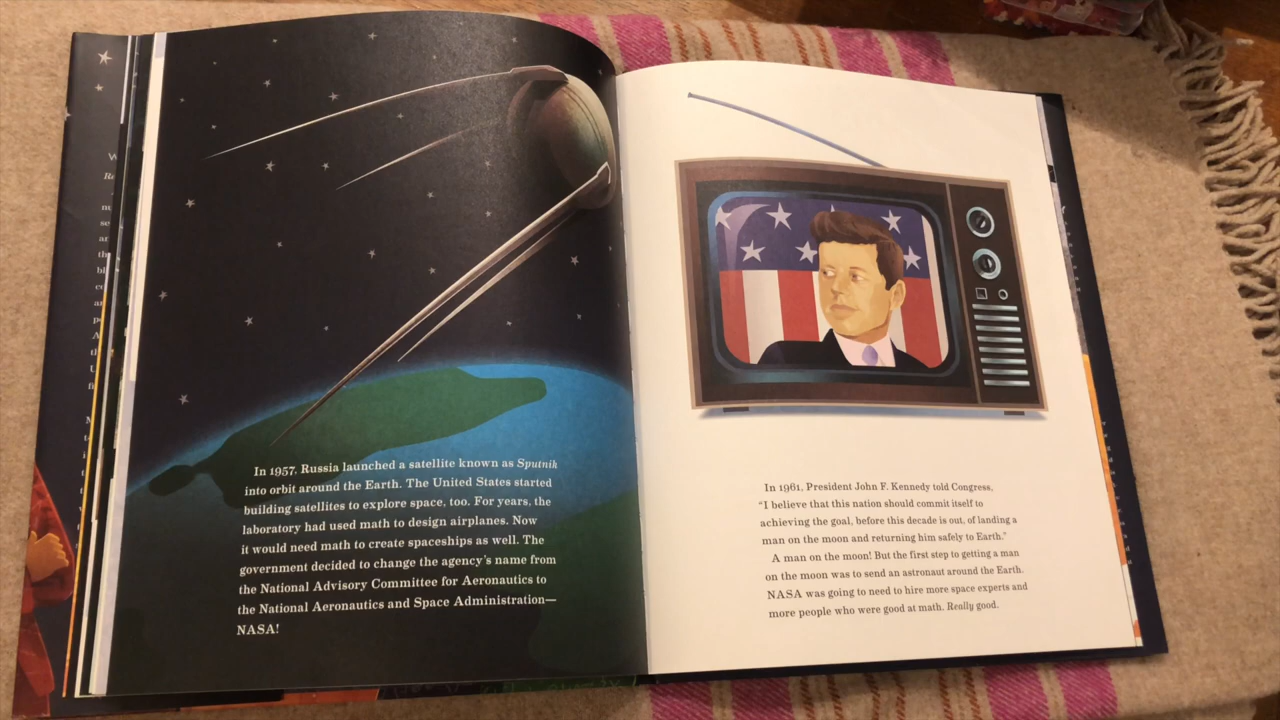 In 1957, Russia launched a satellite known as Sputnik
into orbit around the Earth. The United States started
building satellites to explore space, too. For years, the
laboratory had used math to design airplanes. Now
it would need math to create spaceships as well. The
government decided to change the agency's name from
the National Advisory Committee for Aeronautics to
the National Aeronautics and Space Administration—
NASA!
In 1961, President John F. Kennedy told Congress,
“I believe that this nation should commit itself to
achieving the goal, before this decade is out, of landing a
man on the moon and returning him safely to Earth.”
A man on the moon! But the first step to getting a man
on the moon was to send an astronaut around the Earth.
NASA was going to need to hire more space experts and
more people who were good at math. Really good.